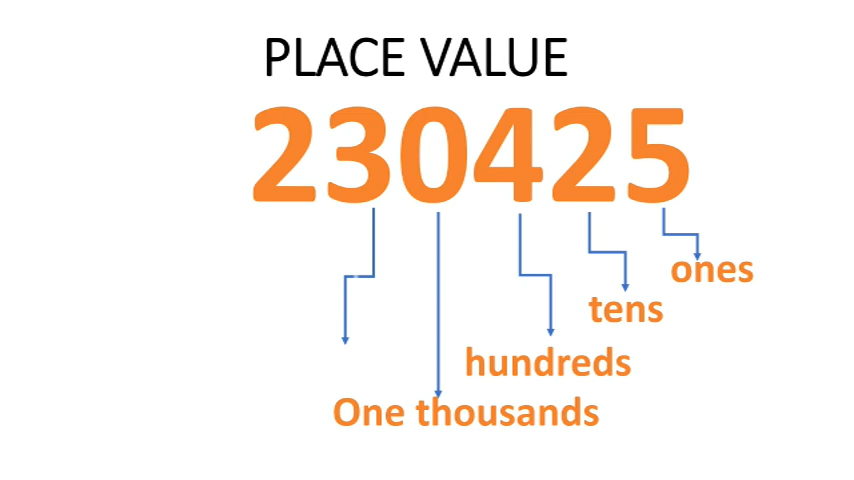 PLACE VALUE
230425
ones
tens
hundreds
One thousands